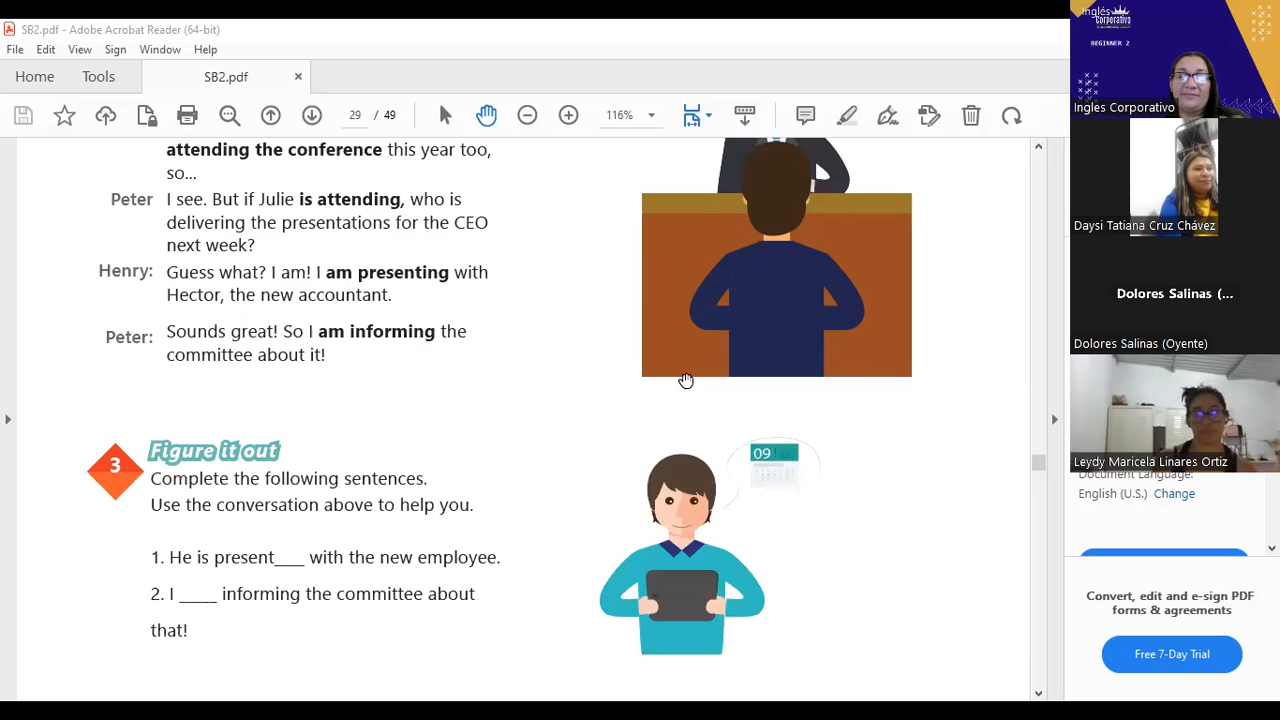 SB2.pdf - Adobe Acrobat Reader (64-bit)
File Edit View Sign Window Help
Home Tools SB2.pdf ×
29 / 49 116%
attending the conference this year too,
so...
Peter I see. But if Julie is attending, who is
delivering the presentations for the CEO
next week?
Henry: Guess what? I am! I am presenting with
Hector, the new accountant.
Peter: Sounds great! So I am informing the
committee about it!
3 Figure it out
Complete the following sentences.
Use the conversation above to help you.
09
1. He is present___ with the new employee.
2. I ____ informing the committee about
that!
Inglés
Corporativo
BEGINNER 2
Ingles Corporativo
Daysi Tatiana Cruz Chávez
Dolores Salinas (...
Dolores Salinas (Oyente)
Leydy Maricela Linares Ortiz
Document Language:
English (U.S.) Change
Convert, edit and e-sign PDF
forms & agreements
Free 7-Day Trial